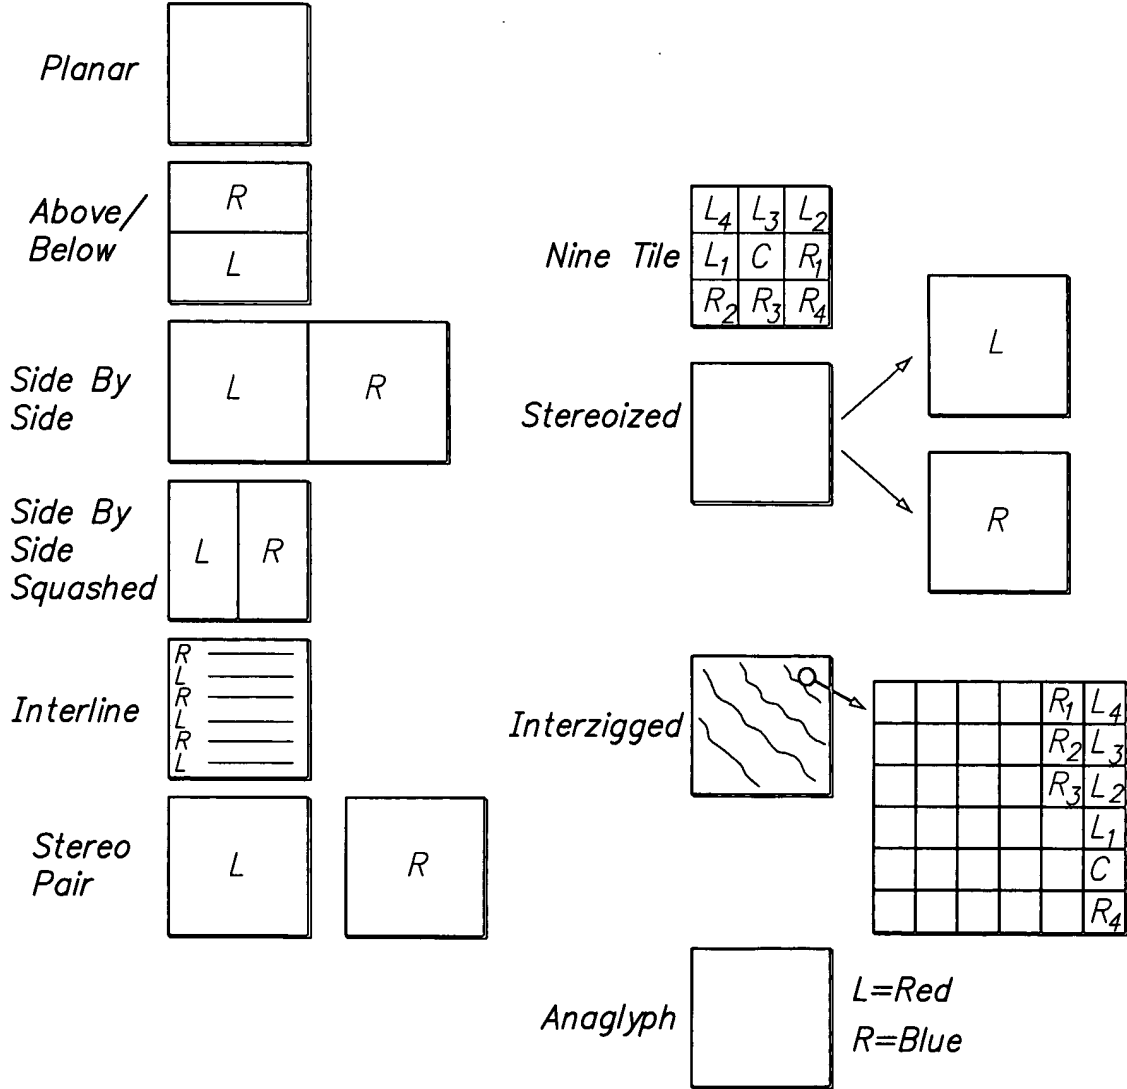 Planar
Above/
Below
R
L
Side By
Side
L R
Side By
Side
Squashed
L R
Interline
R
L
R
L
R
L
Stereo
Pair
L R
Nine Tile
L4 L3 L2
L1 C R1
R2 R3 R4
Stereoized
L
R
Interzigged
R1 L4
R2 L3
R3 L2
L1
C
R4
Anaglyph
L=Red
R=Blue